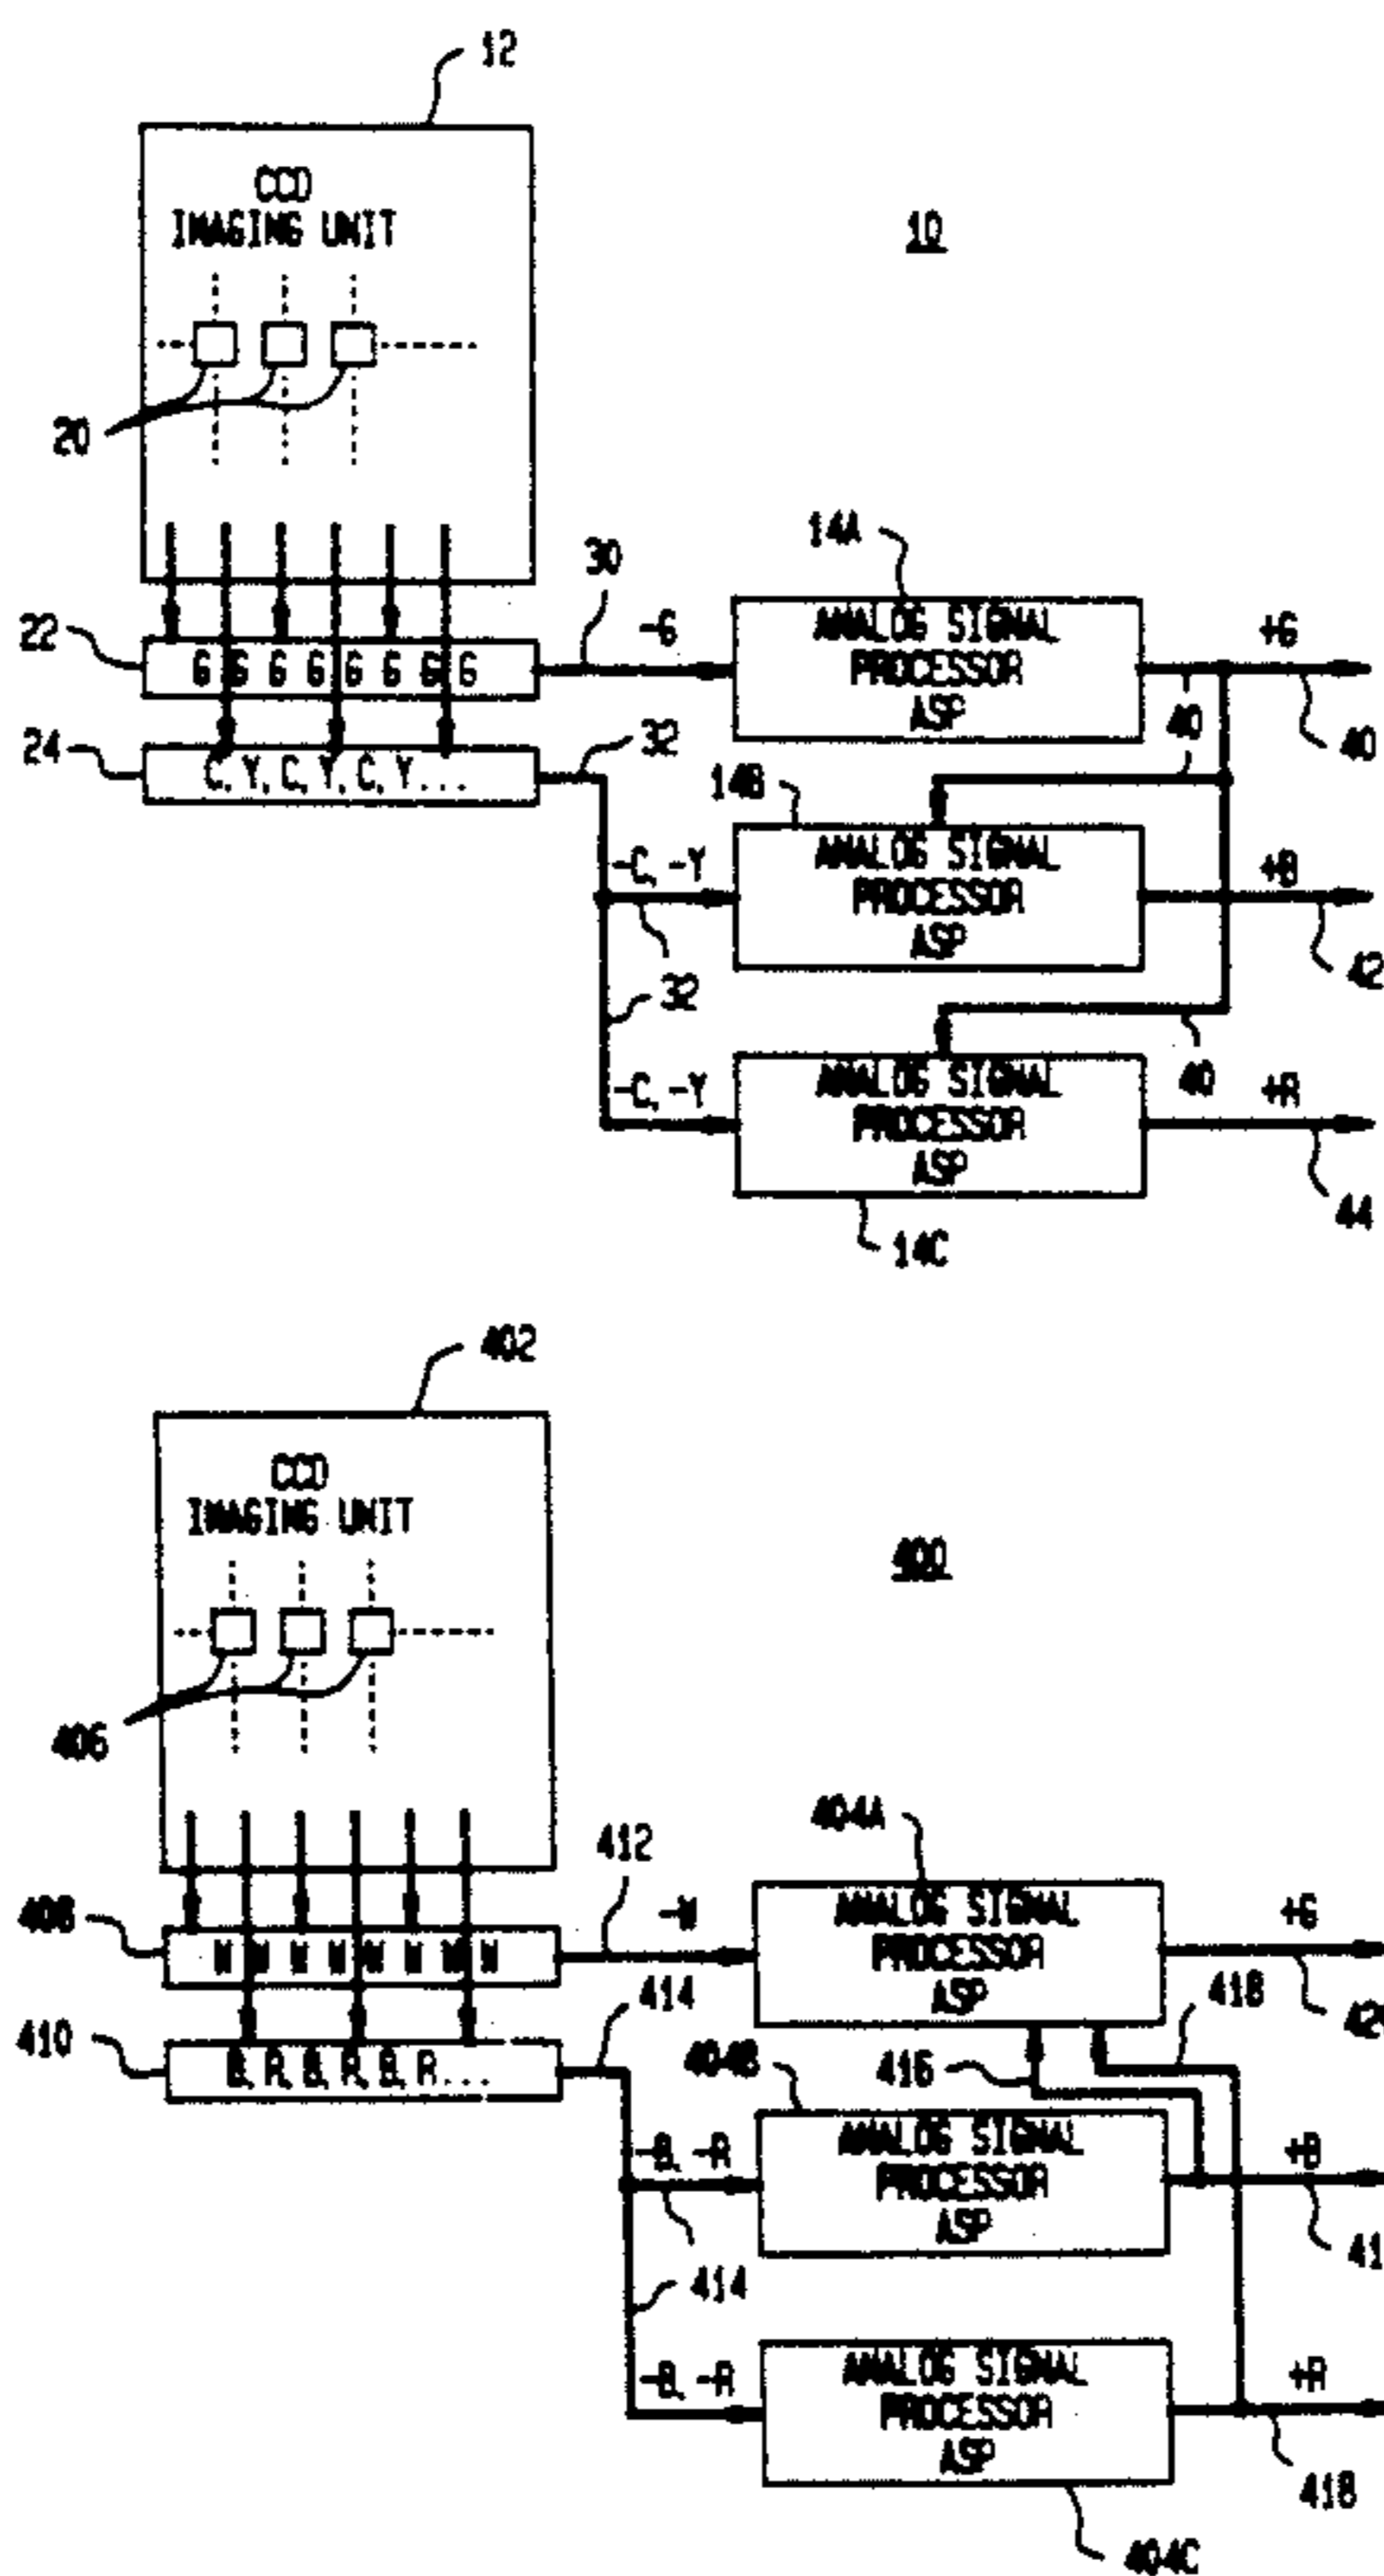 12
CCD
IMAGING UNIT
10
20
14A
30
ANALOG SIGNAL
PROCESSOR
ASP
-G
+G
22
G G G G G G G G
40
40
24
C, Y, C, Y, C, Y...
32
14B
ANALOG SIGNAL
PROCESSOR
ASP
-C, -Y
+B
32
32
42
40
ANALOG SIGNAL
PROCESSOR
ASP
-C, -Y
+R
44
14C
402
CCD
IMAGING UNIT
400
406
404A
412
ANALOG SIGNAL
PROCESSOR
ASP
-W
+G
408
W W W W W W W W
414
418
410
B, R, B, R, B, R...
404B
416
ANALOG SIGNAL
PROCESSOR
ASP
-B, -R
+B
414
ANALOG SIGNAL
PROCESSOR
ASP
-B, -R
+R
418
404C